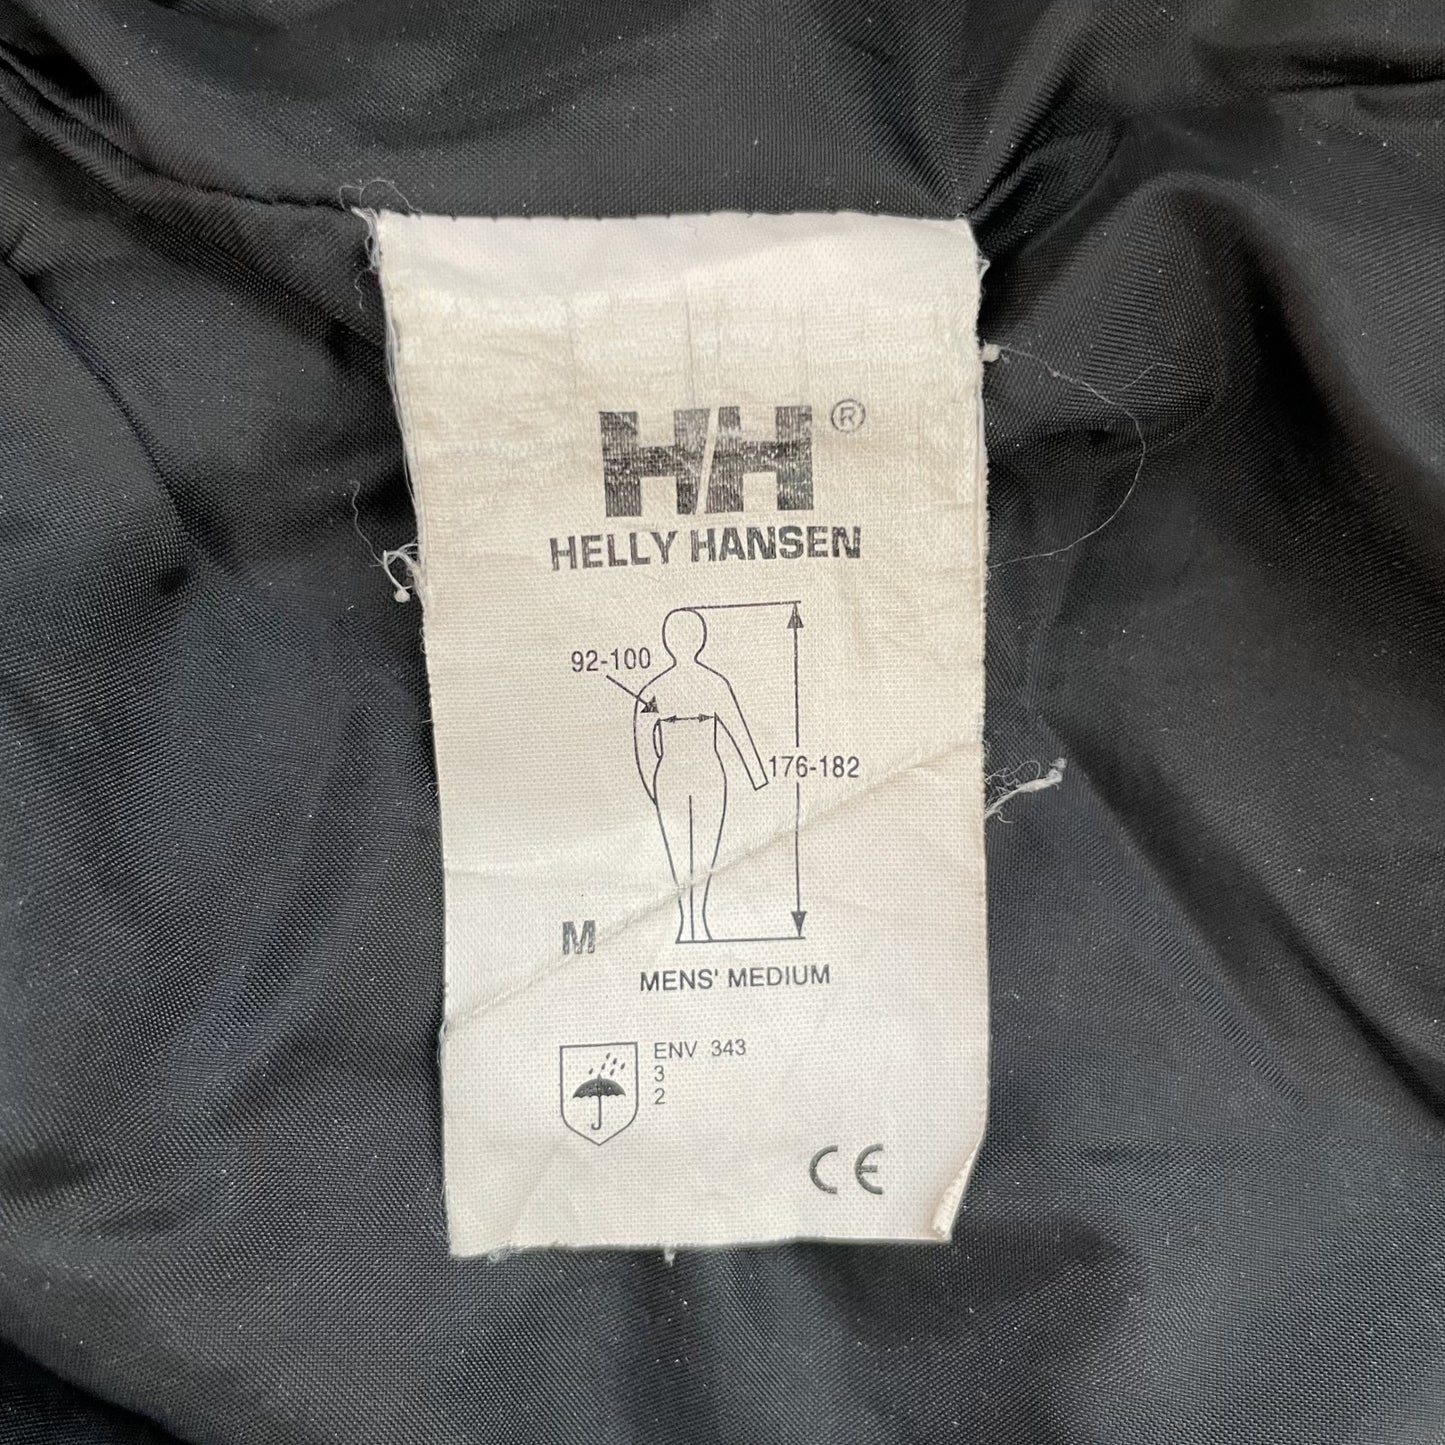 HH®
HELLY HANSEN
92-100
176-182
M
MENS' MEDIUM
ENV 343
3
2
CE